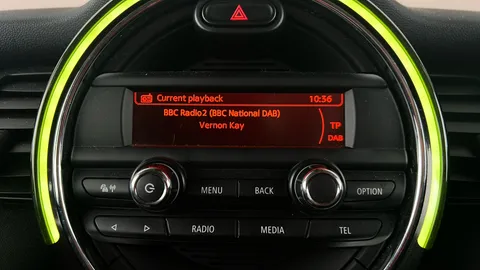 Current playback 10:36
BBC Radio2 (BBC National DAB)
Vernon Kay
TP
DAB
MENU BACK OPTION
RADIO MEDIA TEL